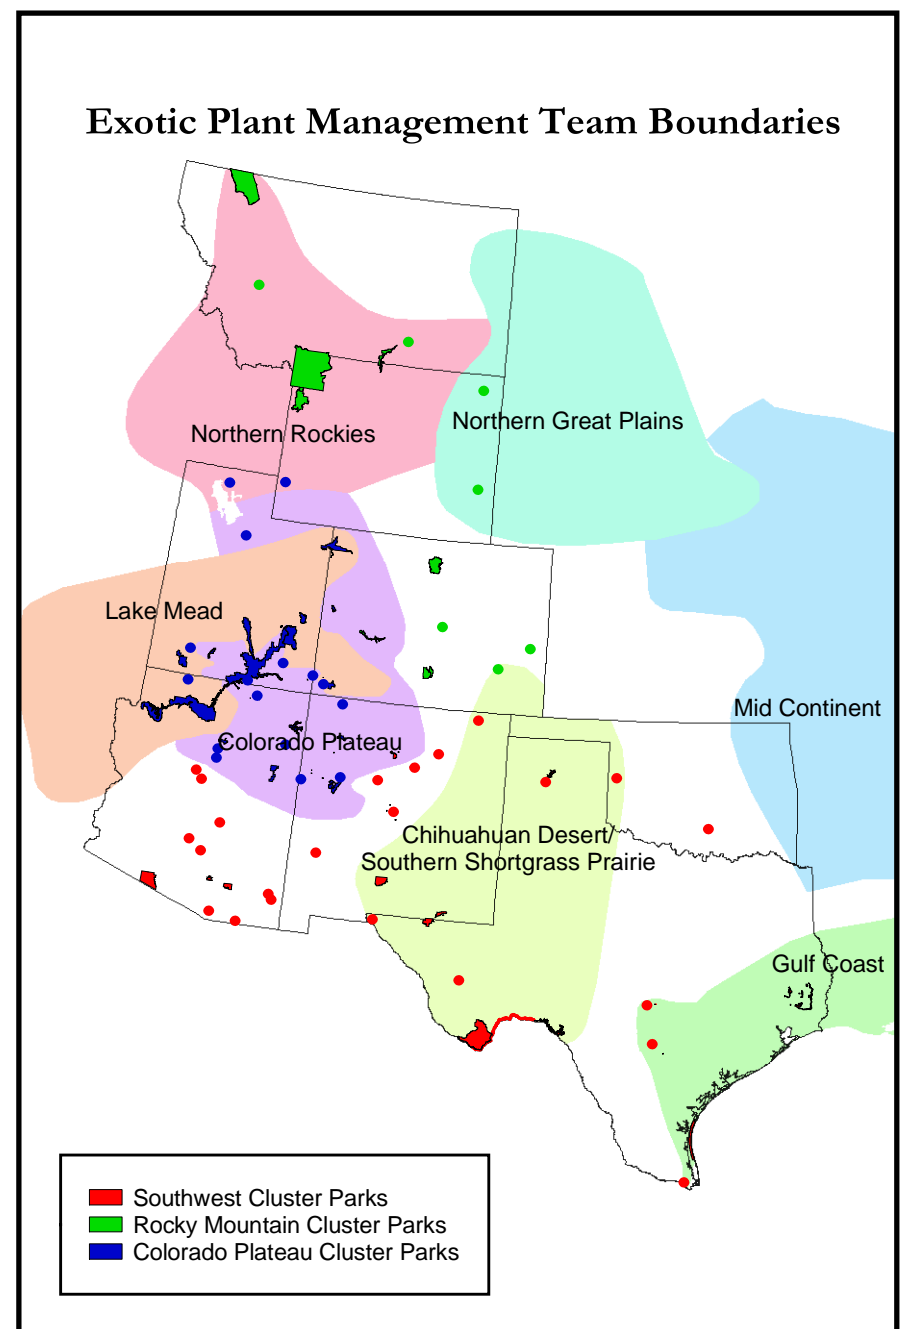 Exotic Plant Management Team Boundaries
Northern Rockies
Northern Great Plains
Lake Mead
Mid Continent
Colorado Plateau
Chihuahuan Desert/
Southern Shortgrass Prairie
Gulf Coast
Southwest Cluster Parks
Rocky Mountain Cluster Parks
Colorado Plateau Cluster Parks